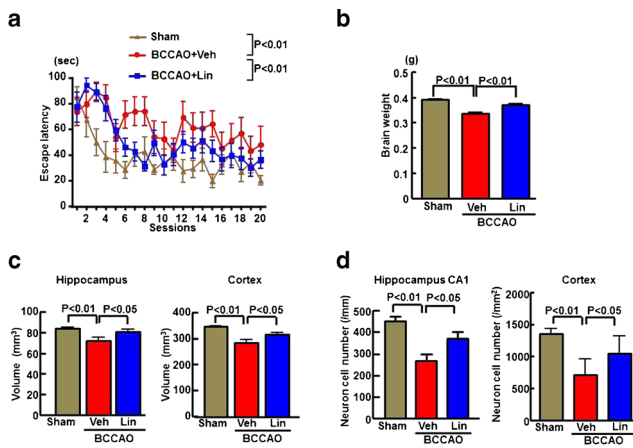 a
Sham
BCCAO+Veh
BCCAO+Lin
P<0.01
P<0.01
(sec)
100
80
60
40
20
0
Escape latency
2 4 6 8 10 12 14 16 18 20
Sessions
b
(g)
P<0.01 P<0.01
0.5
0.4
0.3
0.2
0.1
0
Brain weight
Sham Veh Lin
BCCAO
c
Hippocampus
P<0.01 P<0.05
100
80
60
40
20
0
Volume (mm³)
Sham Veh Lin
BCCAO
Cortex
P<0.01 P<0.05
400
300
200
100
0
Volume (mm³)
Sham Veh Lin
BCCAO
d
Hippocampus CA1
P<0.01 P<0.05
500
400
300
200
100
0
Neuron cell number (/mm)
Sham Veh Lin
BCCAO
Cortex
P<0.01 P<0.05
2000
1500
1000
500
0
Neuron cell number (/mm²)
Sham Veh Lin
BCCAO